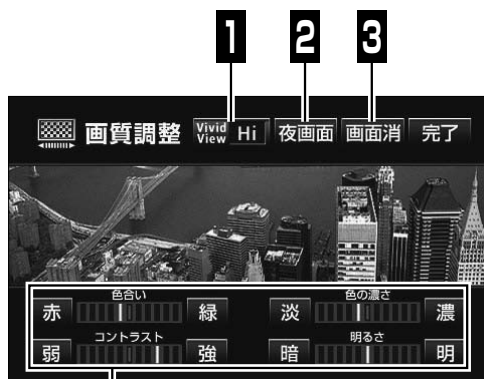 1 2 3
画質調整 Vivid View Hi 夜画面 画面消 完了
色合い 色の濃さ
赤 緑 淡 濃
コントラスト 明るさ
弱 強 暗 明